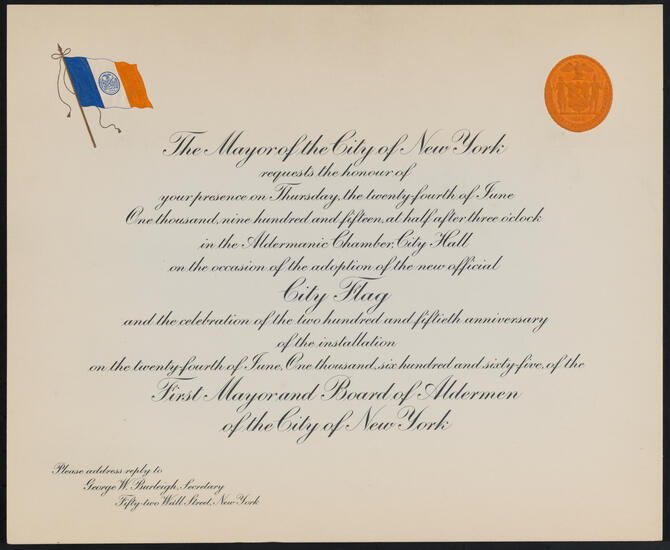 The Mayor of the City of New York
requests the honour of
your presence on Thursday, the twenty-fourth of June
One thousand, nine hundred and fifteen, at half after three o'clock
in the Aldermanic Chamber, City Hall
on the occasion of the adoption of the new official
City Flag
and the celebration of the two hundred and fiftieth anniversary
of the installation
on the twenty-fourth of June, One thousand, six hundred and sixty-five, of the
First Mayor and Board of Aldermen
of the City of New York
Please address reply to
George W. Burleigh, Secretary
Fifty-two Wall Street, New York